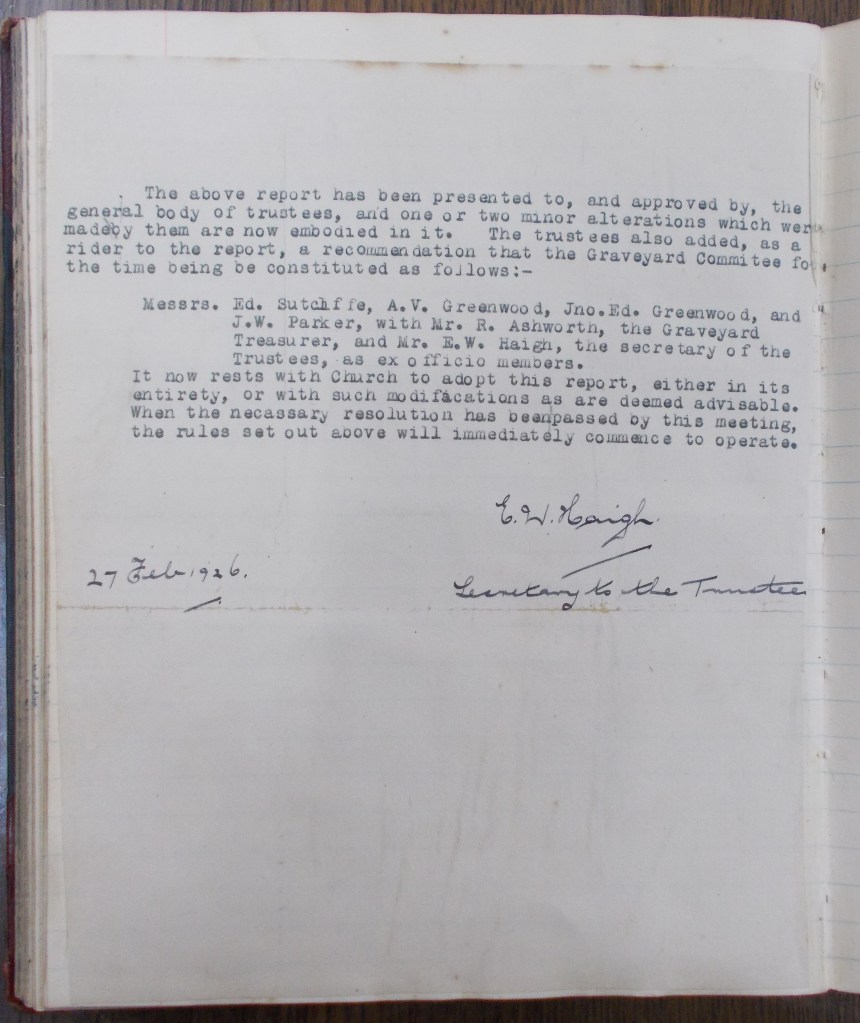 The above report has been presented to, and approved by, the
general body of trustees, and one or two minor alterations which wer
madeby them are now embodied in it. The trustees also added, as a
rider to the report, a recommendation that the Graveyard Commitee fo
the time being be constituted as follows:-
Messrs. Ed. Sutclffe, A.V. Greenwood, Jno.Ed. Greenwood, and
J.W. Parker, with Mr. R. Ashworth, the Graveyard
Treasurer, and Mr. E.W. Haigh, the secretary of the
Trustees, as ex officio members.
It now rests with Church to adopt this report, either in its
entirety, or with such modifacations as are deemed advisable.
When the necassary resolution has beenpassed by this meeting,
the rules set out above will immediately commence to operate.
E.W. Haigh.
27 Feb. 1926.
Secretary to the Trustees